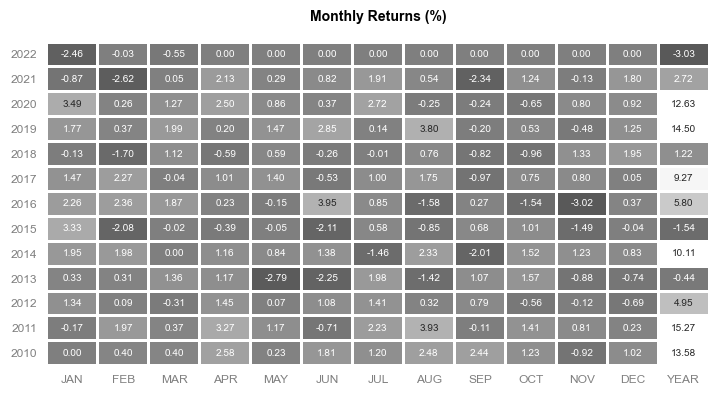 Monthly Returns (%)
2022 -2.46 -0.03 -0.55 0.00 0.00 0.00 0.00 0.00 0.00 0.00 0.00 0.00 -3.03
2021 -0.87 -2.62 0.05 2.13 0.29 0.82 1.91 0.54 -2.34 1.24 -0.13 1.80 2.72
2020 3.49 0.26 1.27 2.50 0.86 0.37 2.72 -0.25 -0.24 -0.65 0.80 0.92 12.63
2019 1.77 0.37 1.99 0.20 1.47 2.85 0.14 3.80 -0.20 0.53 -0.48 1.25 14.50
2018 -0.13 -1.70 1.12 -0.59 0.59 -0.26 -0.01 0.76 -0.82 -0.96 1.33 1.95 1.22
2017 1.47 2.27 -0.04 1.01 1.40 -0.53 1.00 1.75 -0.97 0.75 0.80 0.05 9.27
2016 2.26 2.36 1.87 0.23 -0.15 3.95 0.85 -1.58 0.27 -1.54 -3.02 0.37 5.80
2015 3.33 -2.08 -0.02 -0.39 -0.05 -2.11 0.58 -0.85 0.68 1.01 -1.49 -0.04 -1.54
2014 1.95 1.98 0.00 1.16 0.84 1.38 -1.46 2.33 -2.01 1.52 1.23 0.83 10.11
2013 0.33 0.31 1.36 1.17 -2.79 -2.25 1.98 -1.42 1.07 1.57 -0.88 -0.74 -0.44
2012 1.34 0.09 -0.31 1.45 0.07 1.08 1.41 0.32 0.79 -0.56 -0.12 -0.69 4.95
2011 -0.17 1.97 0.37 3.27 1.17 -0.71 2.23 3.93 -0.11 1.41 0.81 0.23 15.27
2010 0.00 0.40 0.40 2.58 0.23 1.81 1.20 2.48 2.44 1.23 -0.92 1.02 13.58
JAN FEB MAR APR MAY JUN JUL AUG SEP OCT NOV DEC YEAR